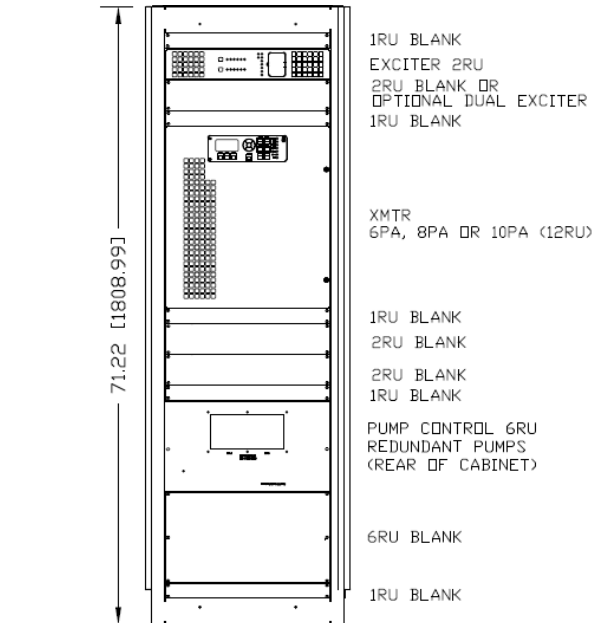 1RU BLANK
EXCITER 2RU
2RU BLANK OR
OPTIONAL DUAL EXCITER
1RU BLANK
XMTR
6PA, 8PA OR 10PA (12RU)
71.22 [1808.99]
1RU BLANK
2RU BLANK
2RU BLANK
1RU BLANK
PUMP CONTROL 6RU
REDUNDANT PUMPS
(REAR OF CABINET)
6RU BLANK
1RU BLANK